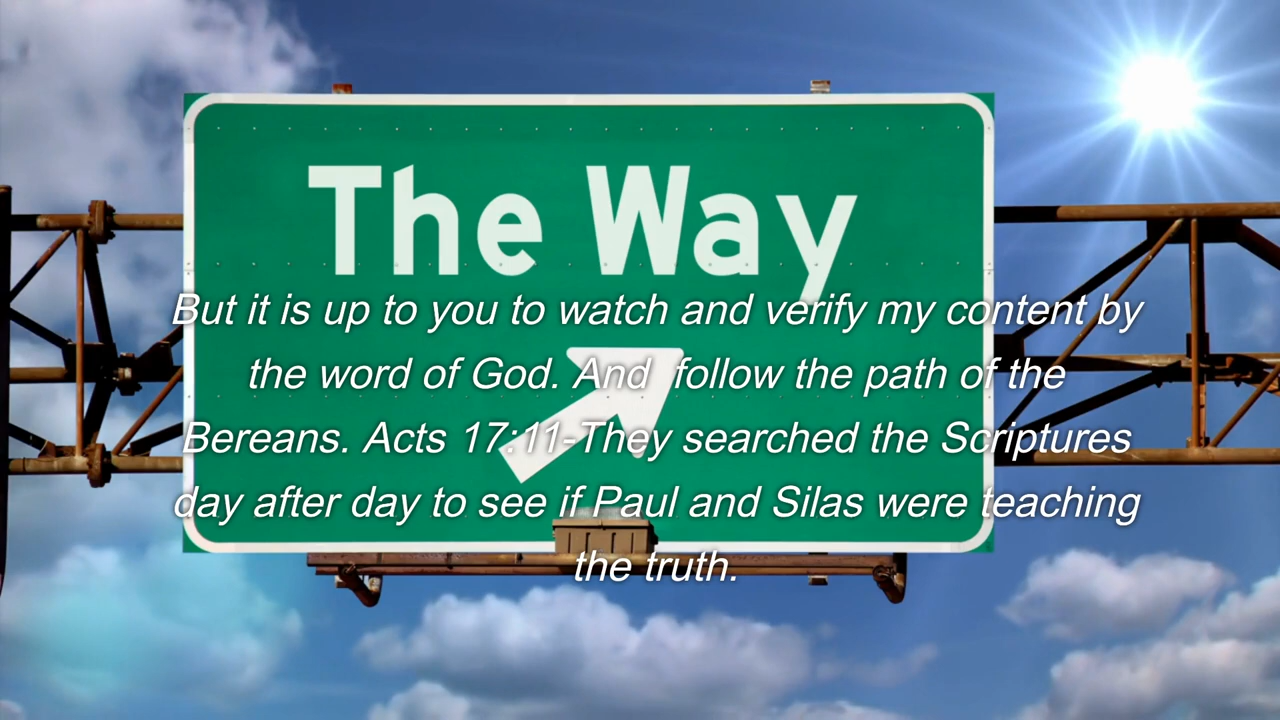 The Way
But it is up to you to watch and verify my content by
the word of God. And  follow the path of the
Bereans. Acts 17:11-They searched the Scriptures
day after day to see if Paul and Silas were teaching
the truth.